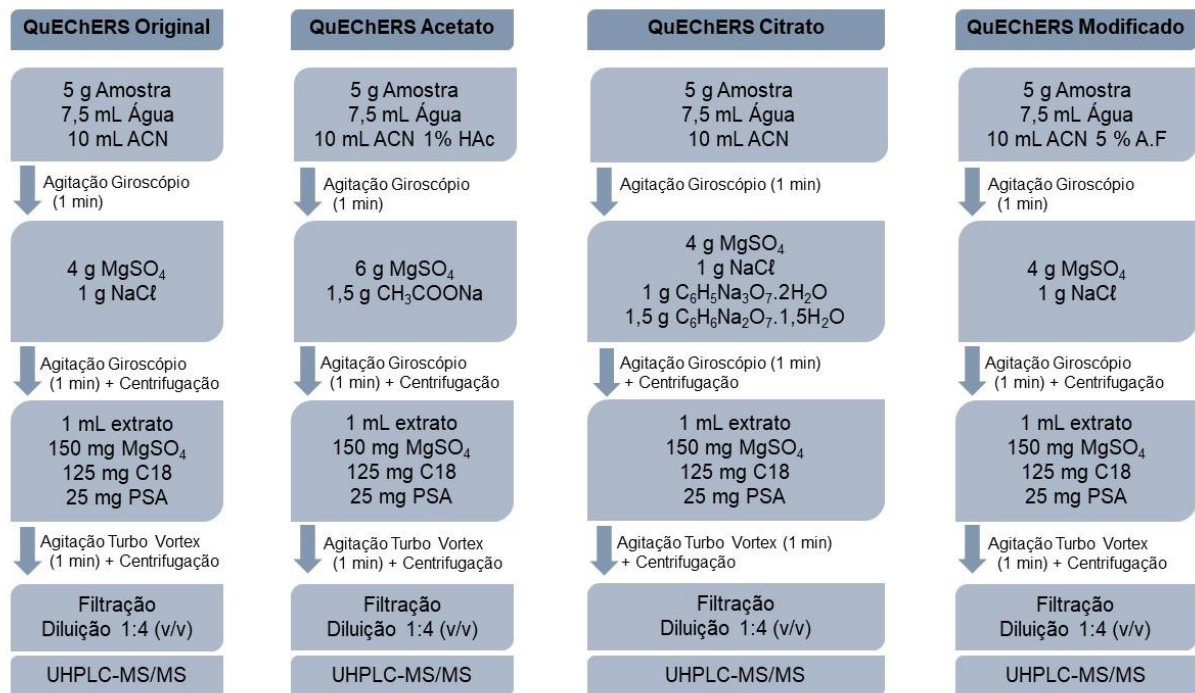 QuEChERS Original
5 g Amostra
7,5 mL Água
10 mL ACN
Agitação Giroscópio
(1 min)
4 g MgSO₄
1 g NaCℓ
Agitação Giroscópio
(1 min) + Centrifugação
1 mL extrato
150 mg MgSO₄
125 mg C18
25 mg PSA
Agitação Turbo Vortex
(1 min) + Centrifugação
Filtração
Diluição 1:4 (v/v)
UHPLC-MS/MS
QuEChERS Acetato
5 g Amostra
7,5 mL Água
10 mL ACN 1% HAc
Agitação Giroscópio
(1 min)
6 g MgSO₄
1,5 g CH₃COONa
Agitação Giroscópio
(1 min) + Centrifugação
1 mL extrato
150 mg MgSO₄
125 mg C18
25 mg PSA
Agitação Turbo Vortex
(1 min) + Centrifugação
Filtração
Diluição 1:4 (v/v)
UHPLC-MS/MS
QuEChERS Citrato
5 g Amostra
7,5 mL Água
10 mL ACN
Agitação Giroscópio (1 min)
4 g MgSO₄
1 g NaCℓ
1 g C₆H₅Na₃O₇.2H₂O
1,5 g C₆H₆Na₂O₇.1,5H₂O
Agitação Giroscópio (1 min)
+ Centrifugação
1 mL extrato
150 mg MgSO₄
125 mg C18
25 mg PSA
Agitação Turbo Vortex (1 min)
+ Centrifugação
Filtração
Diluição 1:4 (v/v)
UHPLC-MS/MS
QuEChERS Modificado
5 g Amostra
7,5 mL Água
10 mL ACN 5 % A.F
Agitação Giroscópio
(1 min)
4 g MgSO₄
1 g NaCℓ
Agitação Giroscópio
(1 min) + Centrifugação
1 mL extrato
150 mg MgSO₄
125 mg C18
25 mg PSA
Agitação Turbo Vortex
(1 min) + Centrifugação
Filtração
Diluição 1:4 (v/v)
UHPLC-MS/MS